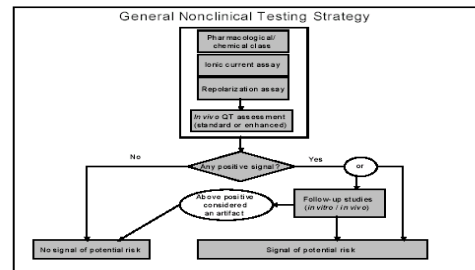 General Nonclinical Testing Strategy
Pharmacological/
chemical class
Ionic current assay
Repolarization assay
In vivo QT assessment
(standard or enhanced)
No
Any positive signal?
Yes
or
Above positive
considered
an artifact
Follow-up studies
(in vitro / in vivo)
No signal of potential risk
Signal of potential risk